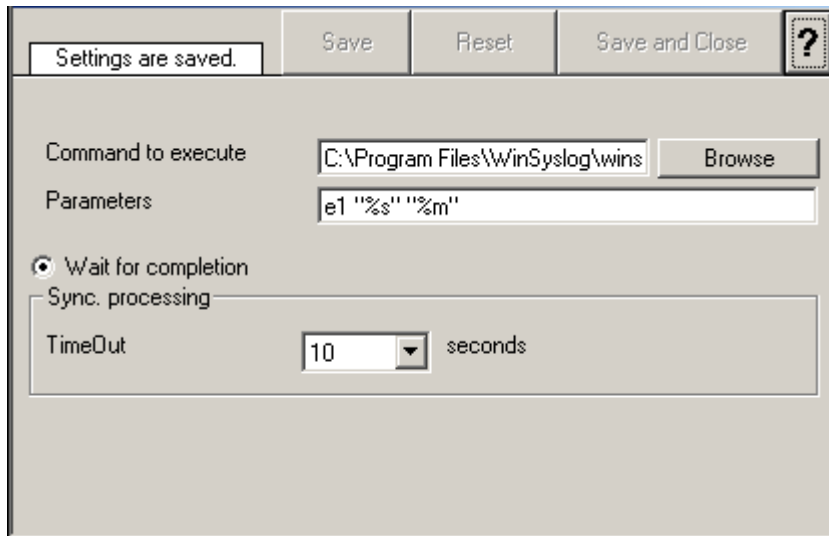 Settings are saved.
Save
Reset
Save and Close
?
Command to execute
C:\Program Files\WinSyslog\wins
Browse
Parameters
e1 "%s" "%m"
Wait for completion
Sync. processing
TimeOut
10
seconds